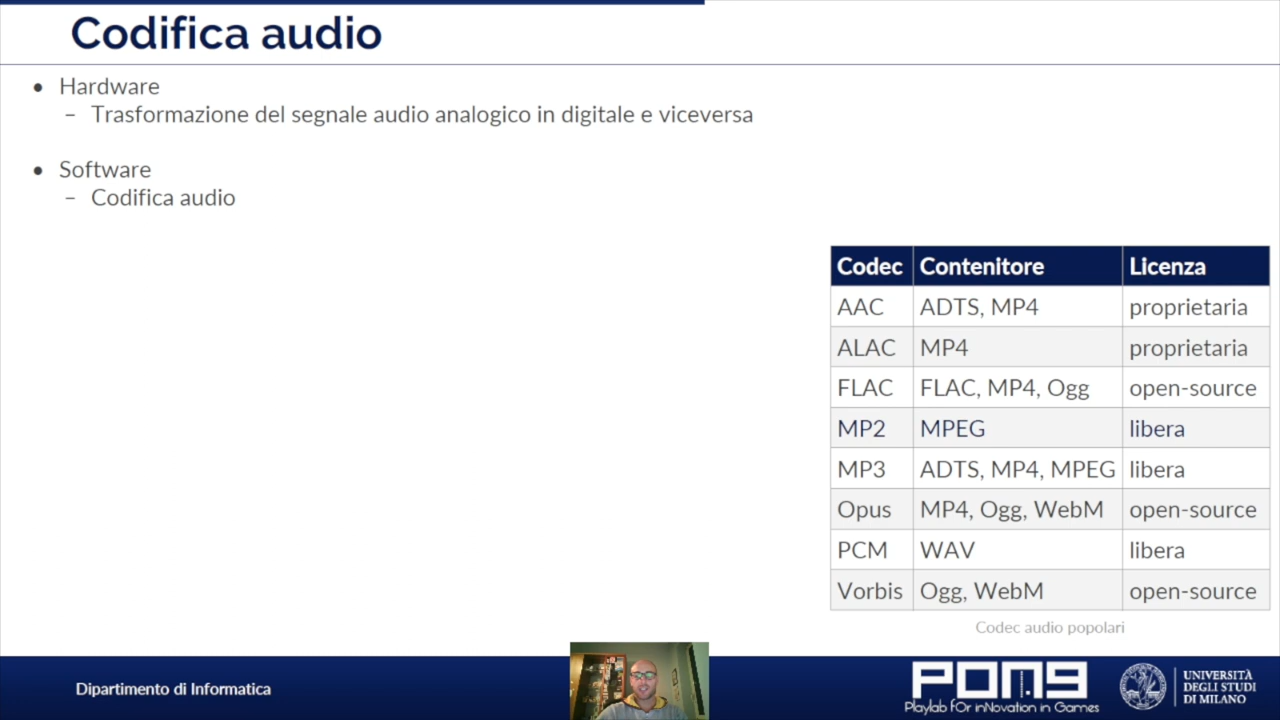 Codifica audio
• Hardware
– Trasformazione del segnale audio analogico in digitale e viceversa
• Software
– Codifica audio
Codec Contenitore Licenza
AAC ADTS, MP4 proprietaria
ALAC MP4 proprietaria
FLAC FLAC, MP4, Ogg open-source
MP2 MPEG libera
MP3 ADTS, MP4, MPEG libera
Opus MP4, Ogg, WebM open-source
PCM WAV libera
Vorbis Ogg, WebM open-source
Codec audio popolari
Dipartimento di Informatica
PONG
Playlab fOr inNovation in Games
UNIVERSITÀ
DEGLI STUDI
DI MILANO